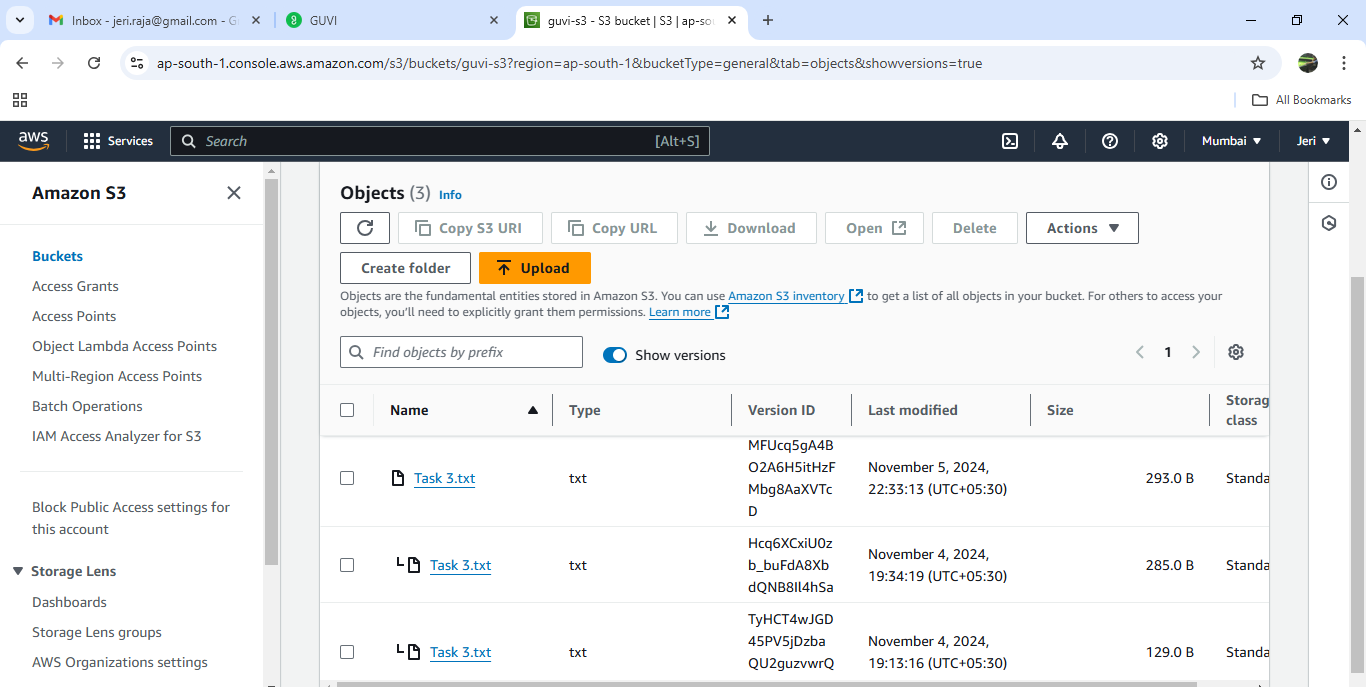 Inbox - jeri.raja@gmail.com - G
GUVI
guvi-s3 - S3 bucket | S3 | ap-sou
ap-south-1.console.aws.amazon.com/s3/buckets/guvi-s3?region=ap-south-1&bucketType=general&tab=objects&showversions=true
All Bookmarks
aws
Services
Search
[Alt+S]
Mumbai
Jeri
Amazon S3
Buckets
Access Grants
Access Points
Object Lambda Access Points
Multi-Region Access Points
Batch Operations
IAM Access Analyzer for S3
Block Public Access settings for
this account
Storage Lens
Dashboards
Storage Lens groups
AWS Organizations settings
Objects (3) Info
Copy S3 URI
Copy URL
Download
Open
Delete
Actions
Create folder
Upload
Objects are the fundamental entities stored in Amazon S3. You can use Amazon S3 inventory to get a list of all objects in your bucket. For others to access your
objects, you'll need to explicitly grant them permissions. Learn more
Find objects by prefix
Show versions
1
Name
Type
Version ID
Last modified
Size
Storag
class
Task 3.txt
txt
MFUcq5gA4B
O2A6H5itHzF
Mbg8AaXVTc
D
November 5, 2024,
22:33:13 (UTC+05:30)
293.0 B
Standa
Task 3.txt
txt
Hcq6XCxiU0z
b_buFdA8Xb
dQNB8Il4hSa
November 4, 2024,
19:34:19 (UTC+05:30)
285.0 B
Standa
Task 3.txt
txt
TyHCT4wJGD
45PV5jDzba
QU2guzvwrQ
November 4, 2024,
19:13:16 (UTC+05:30)
129.0 B
Standa